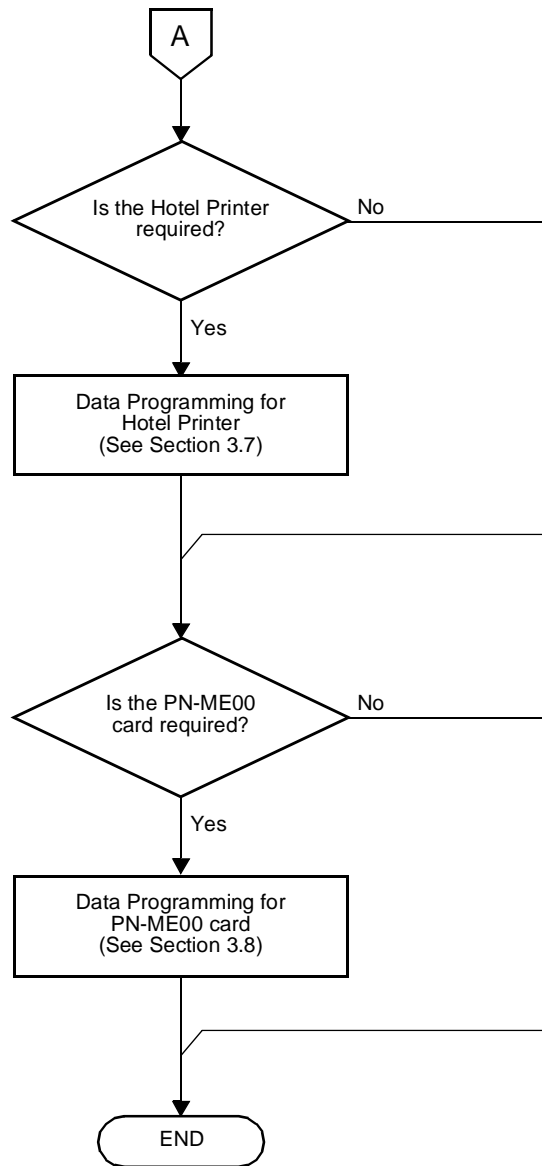 A
Is the Hotel Printer
required?
No
Yes
Data Programming for
Hotel Printer
(See Section 3.7)
Is the PN-ME00
card required?
No
Yes
Data Programming for
PN-ME00 card
(See Section 3.8)
END